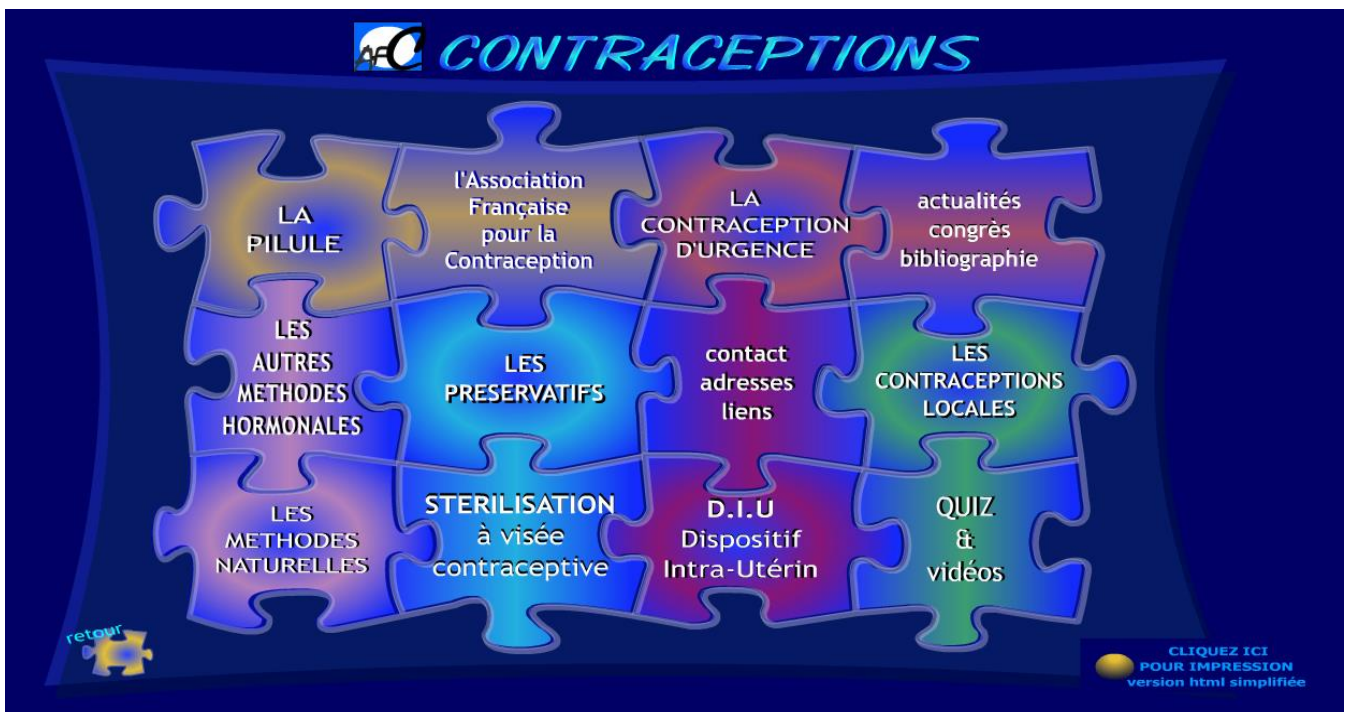 AFC CONTRACEPTIONS
LA
PILULE
l'Association
Française
pour la
Contraception
LA
CONTRACEPTION
D'URGENCE
actualités
congrès
bibliographie
LES
AUTRES
METHODES
HORMONALES
LES
PRESERVATIFS
contact
adresses
liens
LES
CONTRACEPTIONS
LOCALES
LES
METHODES
NATURELLES
STERILISATION
à visée
contraceptive
D.I.U
Dispositif
Intra-Utérin
QUIZ
&
vidéos
retour
CLIQUEZ ICI
POUR IMPRESSION
version html simplifiée